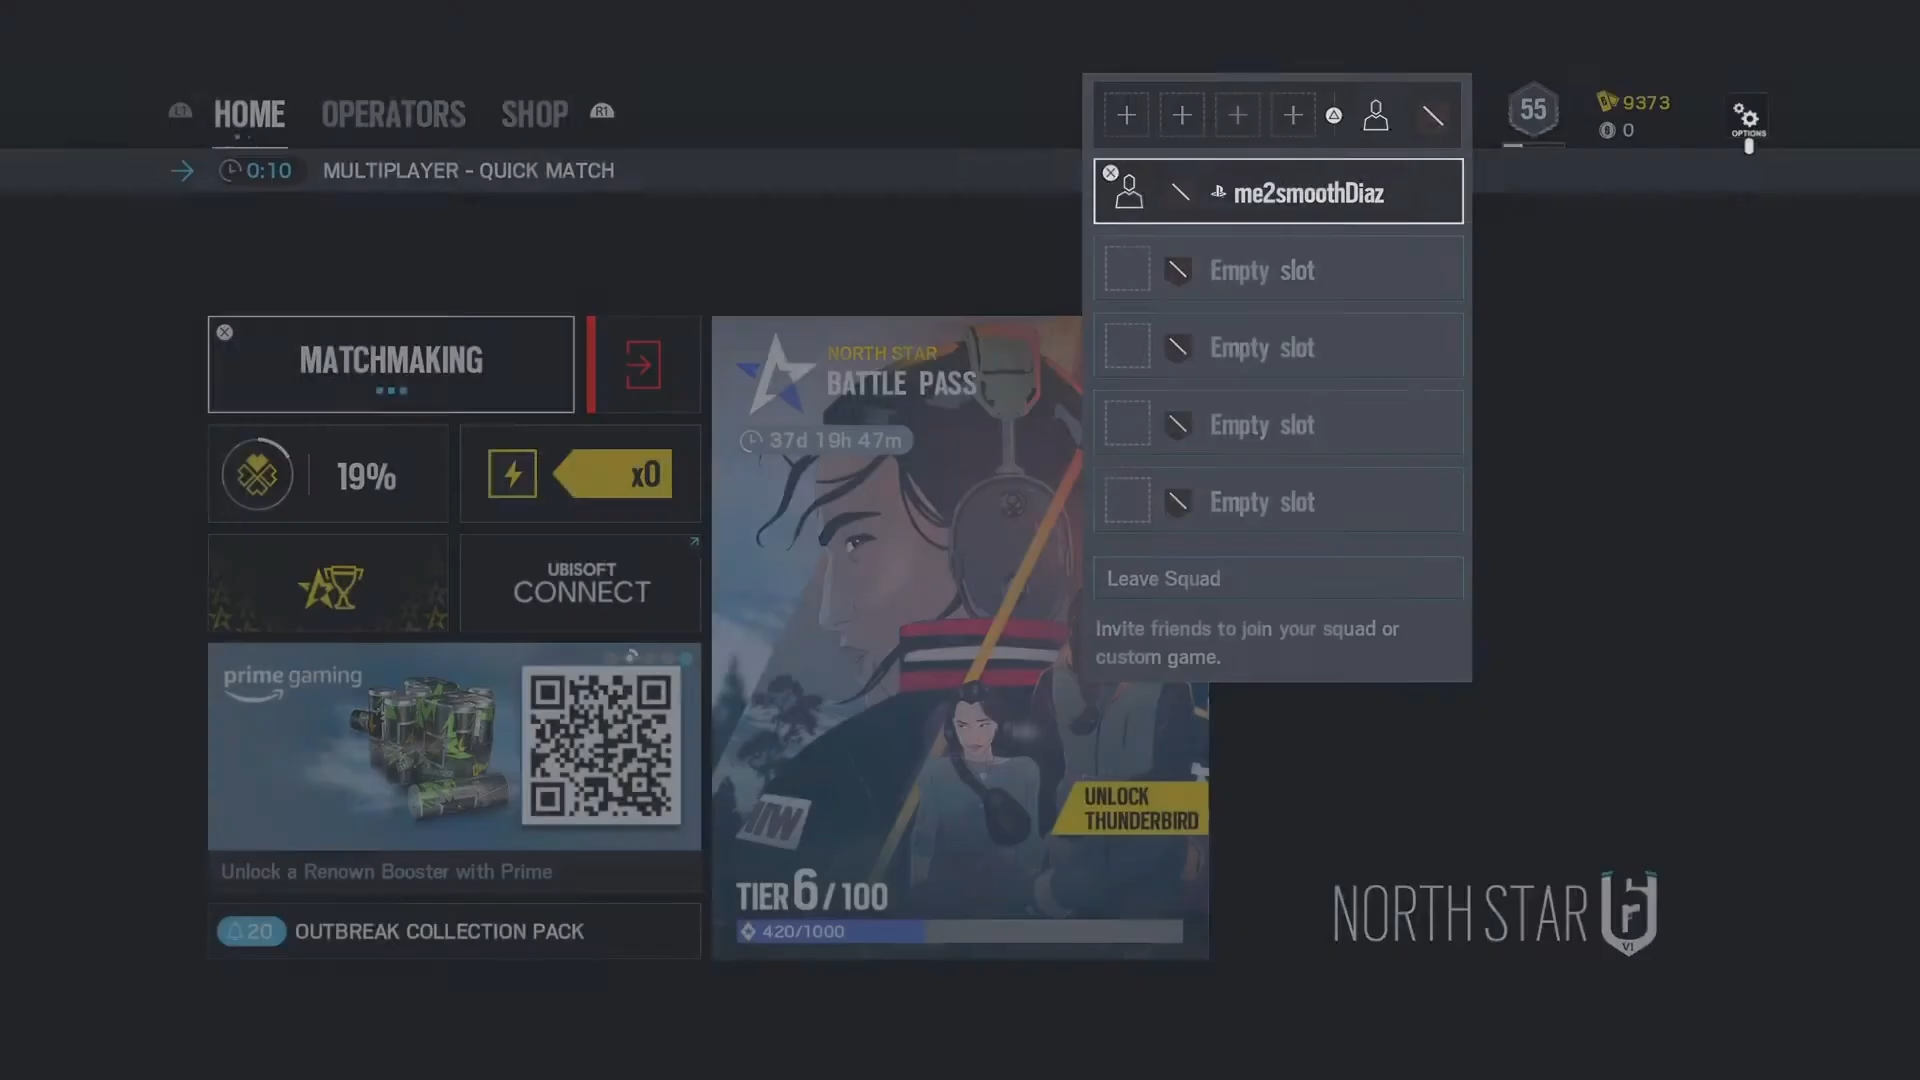 L1 HOME OPERATORS SHOP R1
55
9373
0
OPTIONS
0:10 MULTIPLAYER - QUICK MATCH
me2smoothDiaz
Empty slot
Empty slot
Empty slot
Empty slot
Leave Squad
Invite friends to join your squad or
custom game.
MATCHMAKING
19%
x0
UBISOFT
CONNECT
prime gaming
Unlock a Renown Booster with Prime
20 OUTBREAK COLLECTION PACK
NORTH STAR
BATTLE PASS
37d 19h 47m
UNLOCK
THUNDERBIRD
TIER 6/100
420/1000
NORTH STAR
VI